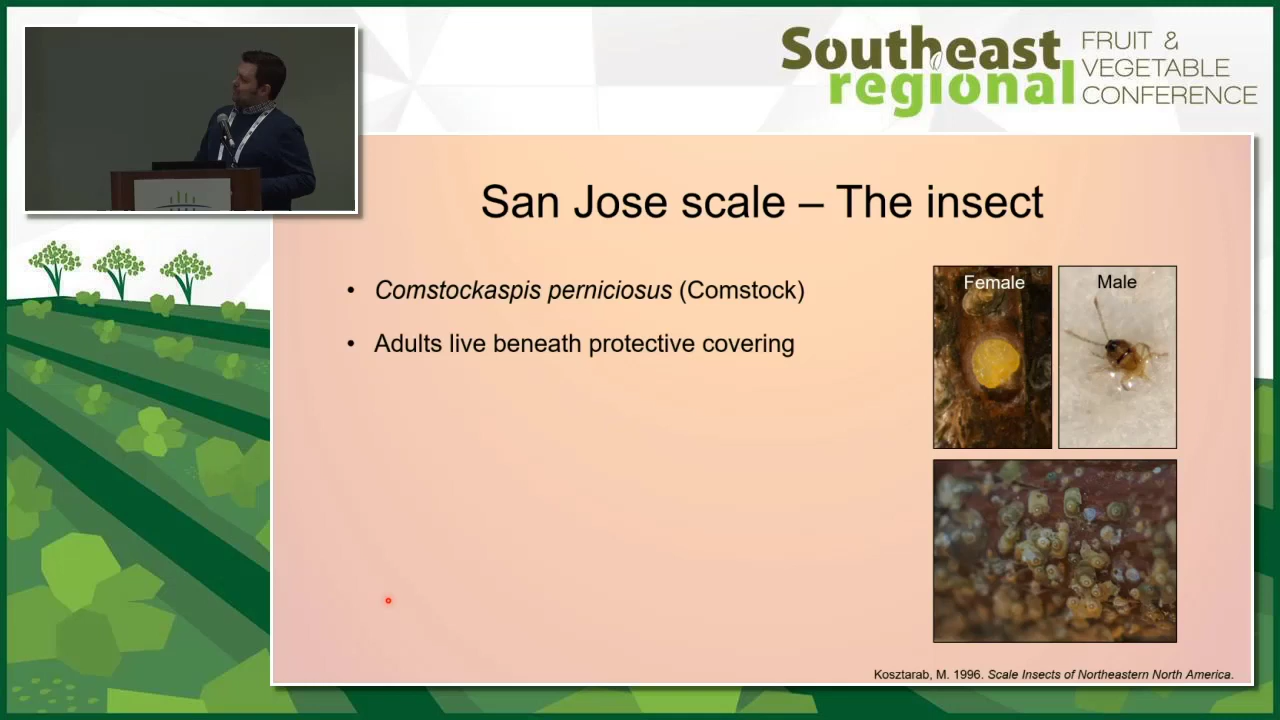 Southeast
regional
FRUIT &
VEGETABLE
CONFERENCE
San Jose scale – The insect
• Comstockaspis perniciosus (Comstock)
• Adults live beneath protective covering
Female
Male
Kosztarab, M. 1996. Scale Insects of Northeastern North America.